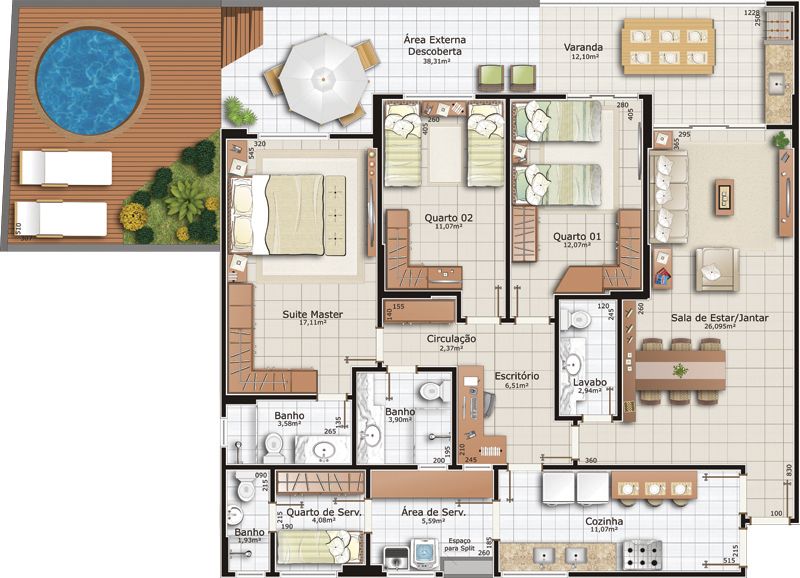 Área Externa
Descoberta
38,31m²
Varanda
12,10m²
122
250
320
545
260
405
280
405
295
365
Quarto 02
11,07m²
Quarto 01
12,07m²
510
307
Suite Master
17,11m²
155
140
120
245
260
Sala de Estar/Jantar
26,095m²
Circulação
2,37m²
Escritório
6,51m²
Lavabo
2,94m²
Banho
3,58m²
135
265
Banho
3,90m²
195
200
210
245
360
830
100
090
215
215
190
Quarto de Serv.
4,08m²
Área de Serv.
5,59m²
185
Cozinha
11,07m²
Banho
1,93m²
Espaço
para Split
260
215
515